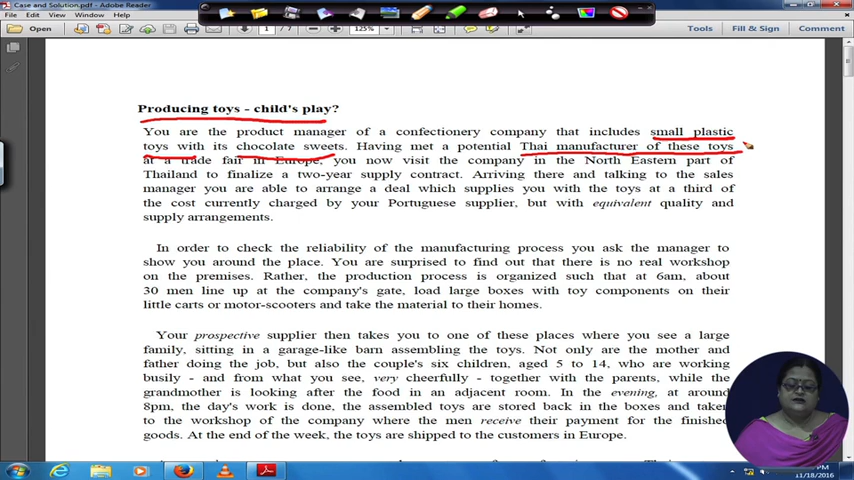 Case and Solution.pdf - Adobe Reader
File Edit View Window Help
Open 1 / 7 125% Tools Fill & Sign Comment
Producing toys - child's play?
You are the product manager of a confectionery company that includes small plastic
toys with its chocolate sweets. Having met a potential Thai manufacturer of these toys
at a trade fair in Europe, you now visit the company in the North Eastern part of
Thailand to finalize a two-year supply contract. Arriving there and talking to the sales
manager you are able to arrange a deal which supplies you with the toys at a third of
the cost currently charged by your Portuguese supplier, but with equivalent quality and
supply arrangements.
In order to check the reliability of the manufacturing process you ask the manager to
show you around the place. You are surprised to find out that there is no real workshop
on the premises. Rather, the production process is organized such that at 6am, about
30 men line up at the company's gate, load large boxes with toy components on their
little carts or motor-scooters and take the material to their homes.
Your prospective supplier then takes you to one of these places where you see a large
family, sitting in a garage-like barn assembling the toys. Not only are the mother and
father doing the job, but also the couple's six children, aged 5 to 14, who are working
busily - and from what you see, very cheerfully - together with the parents, while the
grandmother is looking after the food in an adjacent room. In the evening, at around
8pm, the day's work is done, the assembled toys are stored back in the boxes and taken
to the workshop of the company where the men receive their payment for the finished
goods. At the end of the week, the toys are shipped to the customers in Europe.
PM
11/18/2016